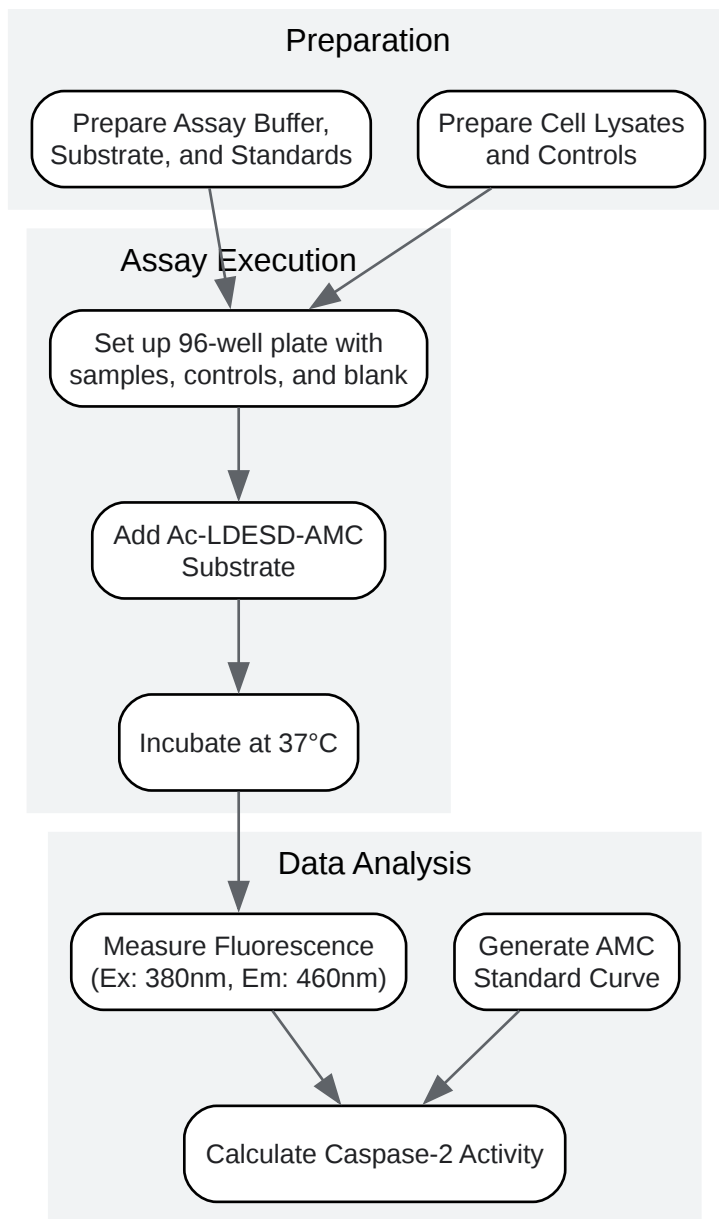 Preparation
Prepare Assay Buffer,
Substrate, and Standards
Prepare Cell Lysates
and Controls
Assay Execution
Set up 96-well plate with
samples, controls, and blank
Add Ac-LDESD-AMC
Substrate
Incubate at 37°C
Data Analysis
Measure Fluorescence
(Ex: 380nm, Em: 460nm)
Generate AMC
Standard Curve
Calculate Caspase-2 Activity